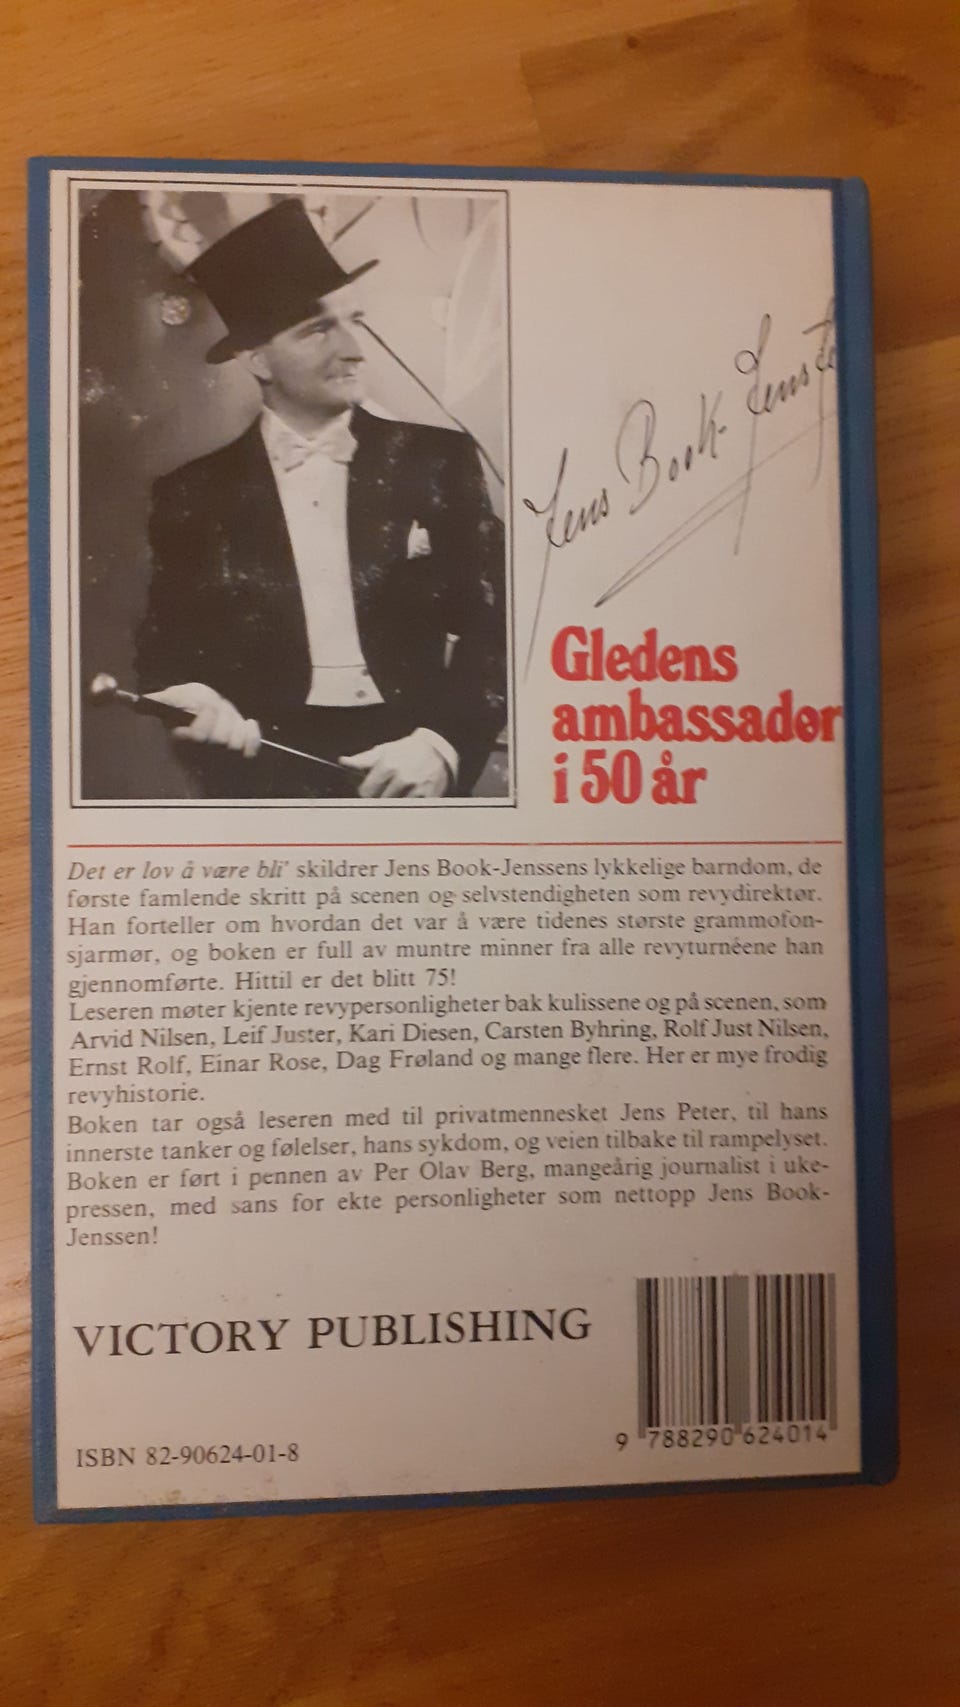 Jens Book-
Gledens
ambassadør
i 50 år
Det er lov å være bli' skildrer Jens Book-Jenssens lykkelige barndom, de
første famlende skritt på scenen og selvstendigheten som revydirektør.
Han forteller om hvordan det var å være tidenes største grammofon-
sjarmør, og boken er full av muntre minner fra alle revyturnéene han
gjennomførte. Hittil er det blitt 75!
Leseren møter kjente revypersonligheter bak kulissene og på scenen, som
Arvid Nilsen, Leif Juster, Kari Diesen, Carsten Byhring, Rolf Just Nilsen,
Ernst Rolf, Einar Rose, Dag Frøland og mange flere. Her er mye frodig
revyhistorie.
Boken tar også leseren med til privatmennesket Jens Peter, til hans
innerste tanker og følelser, hans sykdom, og veien tilbake til rampelyset.
Boken er ført i pennen av Per Olav Berg, mangeårig journalist i uke-
pressen, med sans for ekte personligheter som nettopp Jens Book-
Jenssen!
VICTORY PUBLISHING
ISBN 82-90624-01-8
9 788290 624014